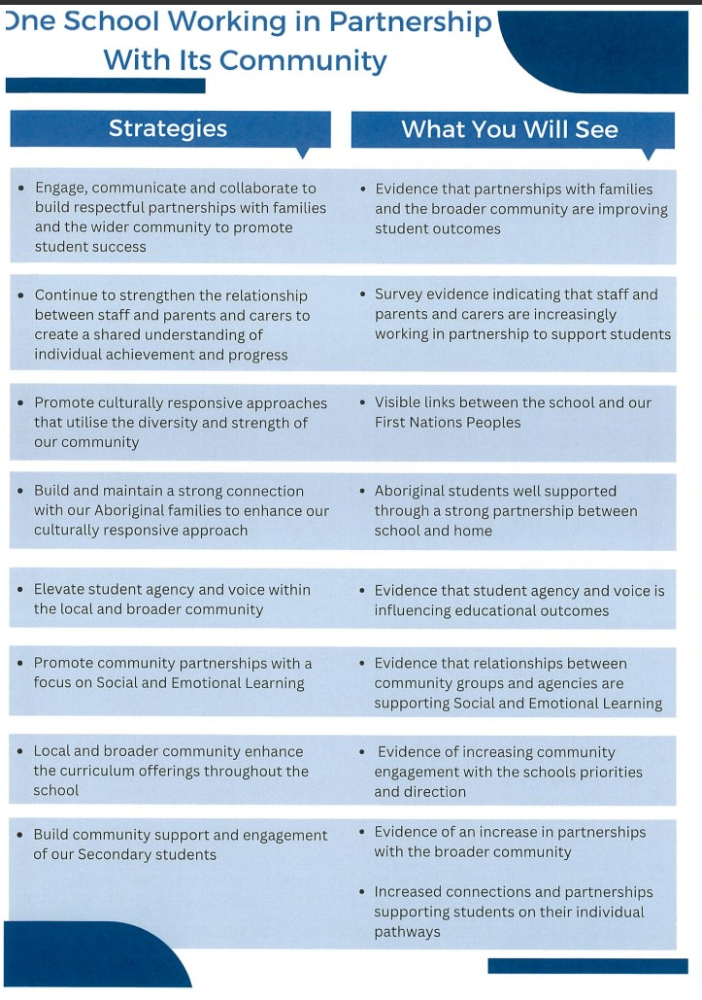 One School Working in Partnership
With Its Community
Strategies
What You Will See
• Engage, communicate and collaborate to
build respectful partnerships with families
and the wider community to promote
student success
• Evidence that partnerships with families
and the broader community are improving
student outcomes
• Continue to strengthen the relationship
between staff and parents and carers to
create a shared understanding of
individual achievement and progress
• Survey evidence indicating that staff and
parents and carers are increasingly
working in partnership to support students
• Promote culturally responsive approaches
that utilise the diversity and strength of
our community
• Visible links between the school and our
First Nations Peoples
• Build and maintain a strong connection
with our Aboriginal families to enhance our
culturally responsive approach
• Aboriginal students well supported
through a strong partnership between
school and home
• Elevate student agency and voice within
the local and broader community
• Evidence that student agency and voice is
influencing educational outcomes
• Promote community partnerships with a
focus on Social and Emotional Learning
• Evidence that relationships between
community groups and agencies are
supporting Social and Emotional Learning
• Local and broader community enhance
the curriculum offerings throughout the
school
• Evidence of increasing community
engagement with the schools priorities
and direction
• Build community support and engagement
of our Secondary students
• Evidence of an increase in partnerships
with the broader community
• Increased connections and partnerships
supporting students on their individual
pathways